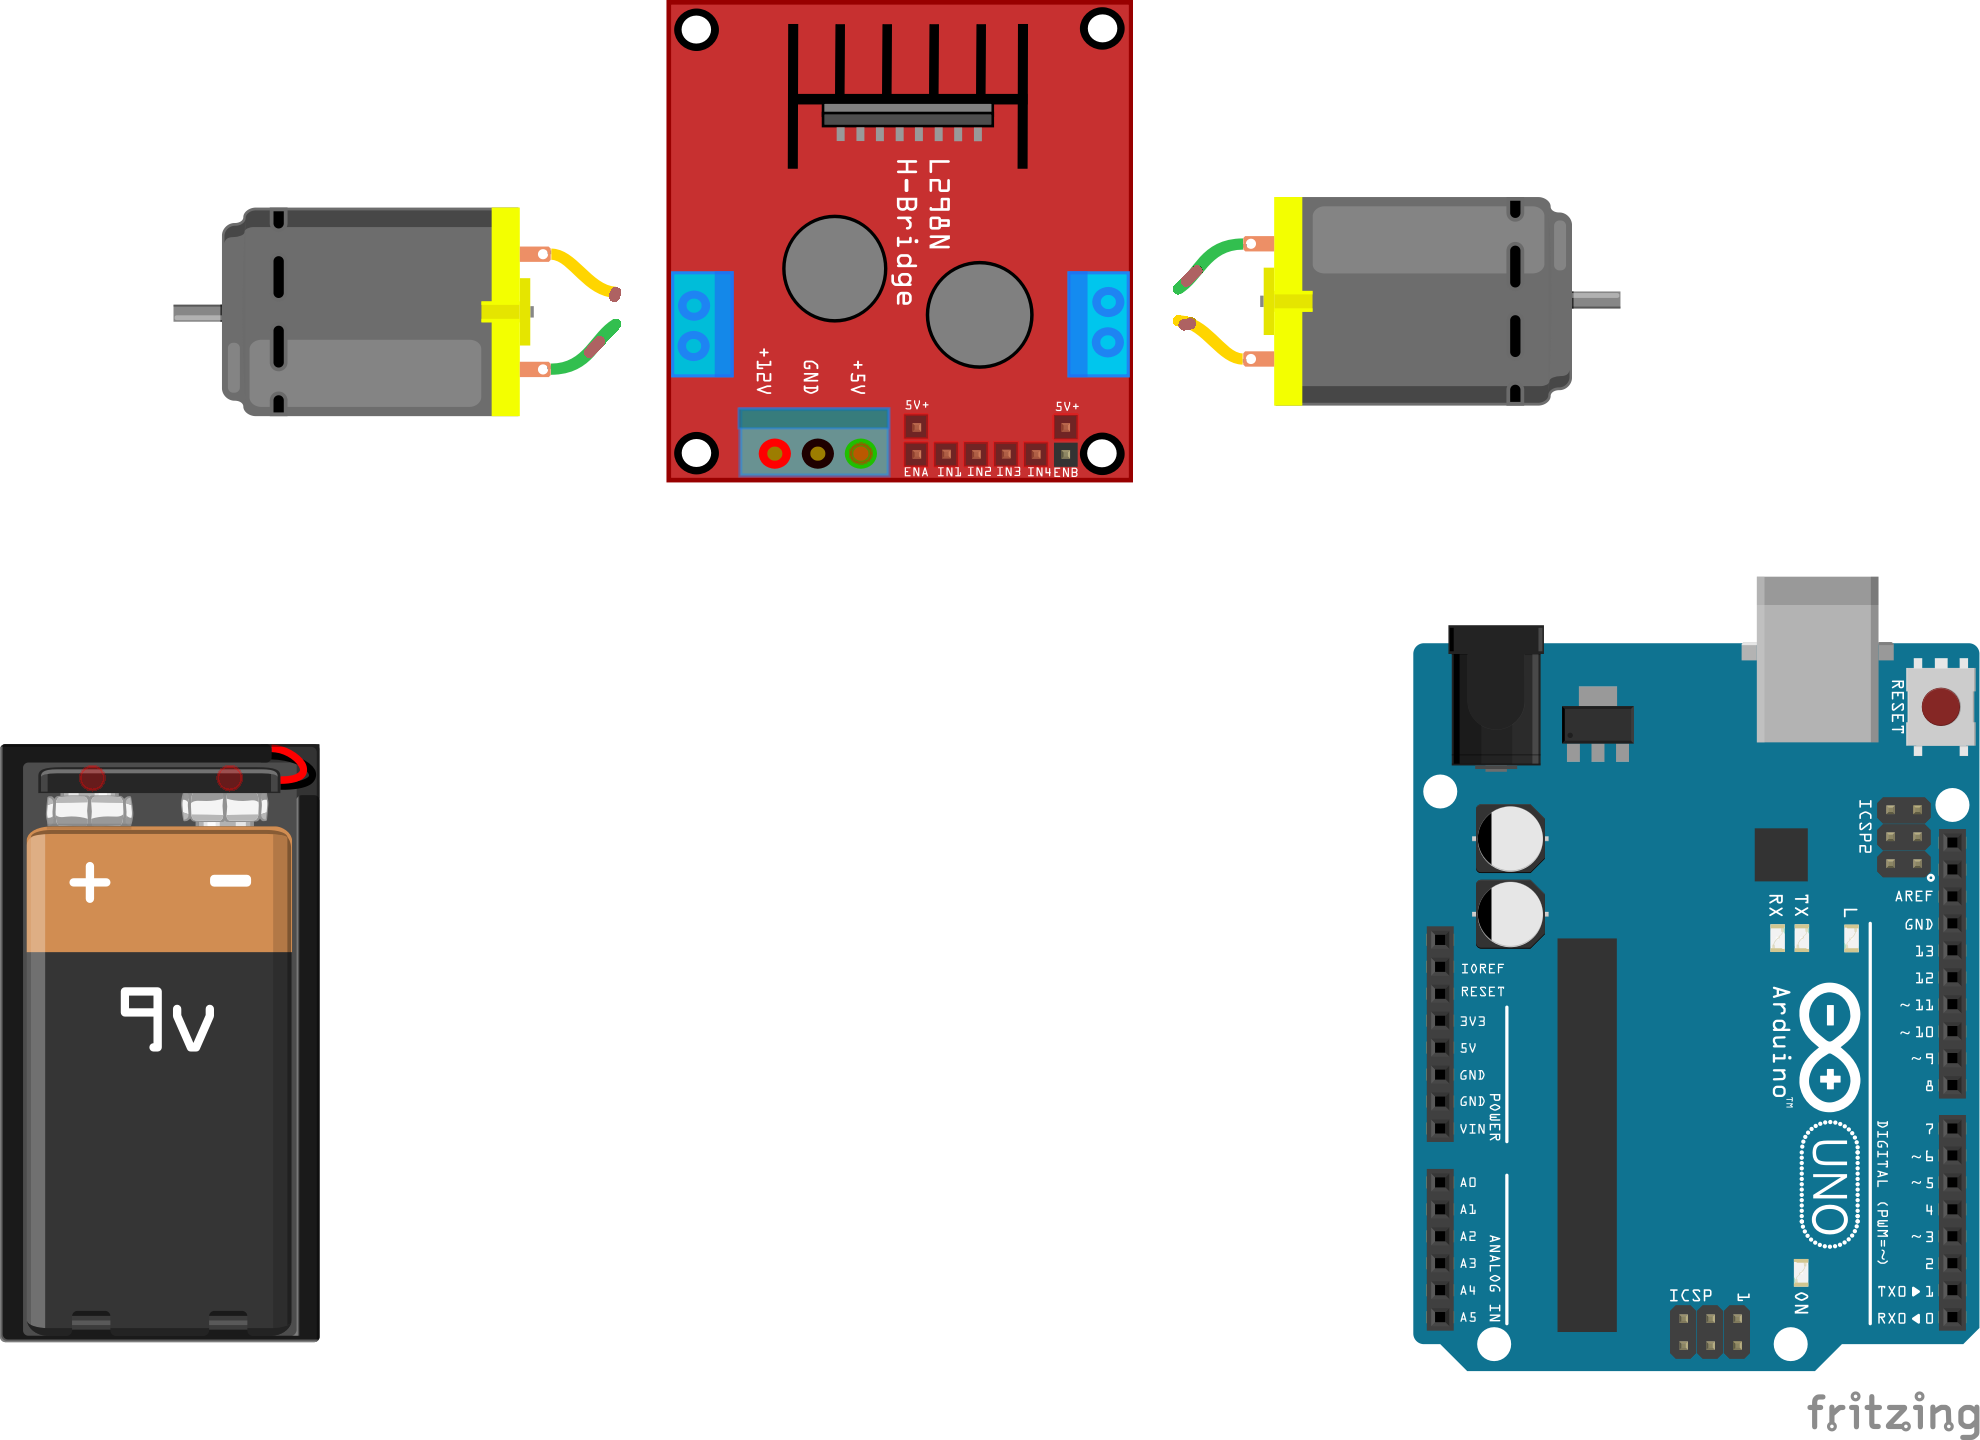 L298N
H-Bridge
+12V
GND
+5V
5V+
5V+
ENA
IN1
IN2
IN3
IN4
ENB
+
-
9v
RESET
ICSP2
AREF
GND
13
12
~11
~10
~9
8
RX
TX
L
IOREF
RESET
3V3
5V
GND
GND
VIN
POWER
Arduino™
UNO
DIGITAL (PWM=~)
7
~6
~5
4
~3
2
TX0▶1
RX0◀0
A0
A1
A2
A3
A4
A5
ANALOG IN
ICSP
1
ON
fritzing